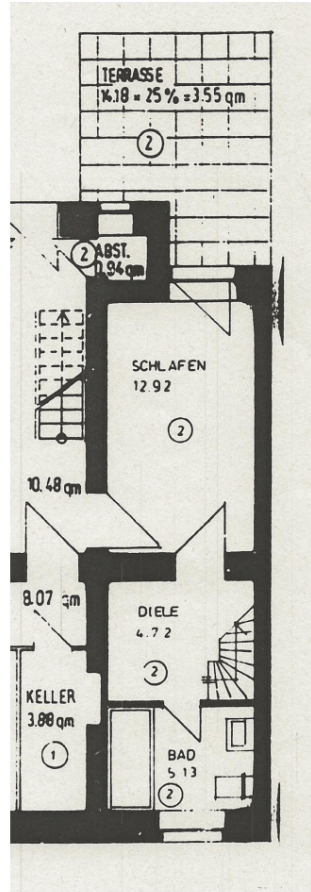 TERRASSE
14.18 = 25 % = 3.55 qm
2
2
ABST.
0.94 qm
SCHLAFEN
12.92
2
10.48 qm
8.07 qm
DIELE
4.72
2
KELLER
3.88 qm
1
BAD
5.13
2